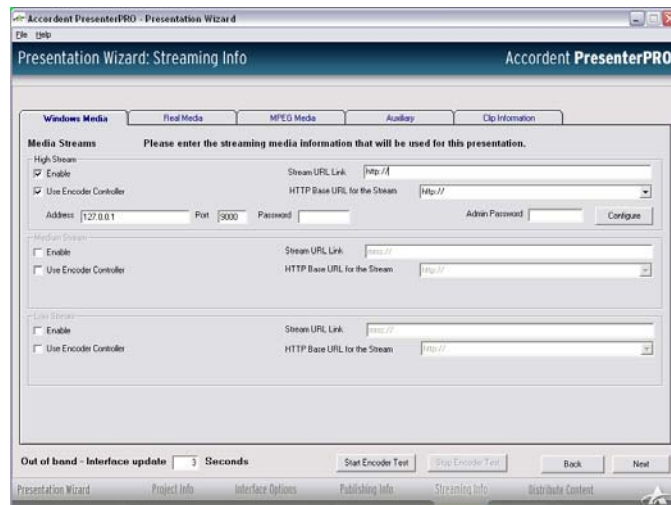 Accordent PresenterPRO - Presentation Wizard
File Help
Presentation Wizard: Streaming Info Accordent PresenterPRO
Windows Media Real Media MPEG Media Auxiliary Clip Information
Media Streams Please enter the streaming media information that will be used for this presentation.
High Stream
Enable Stream URL Link http://
Use Encoder Controller HTTP Base URL for the Stream http://
Address 127.0.0.1 Port 9000 Password Admin Password Configure
Medium Stream
Enable Stream URL Link mms://
Use Encoder Controller HTTP Base URL for the Stream http://
Low Stream
Enable Stream URL Link mms://
Use Encoder Controller HTTP Base URL for the Stream http://
Out of band - Interface update 3 Seconds Start Encoder Test Stop Encoder Test Back Next
Presentation Wizard Project Info Interface Options Publishing Info Streaming Info Distribute Content